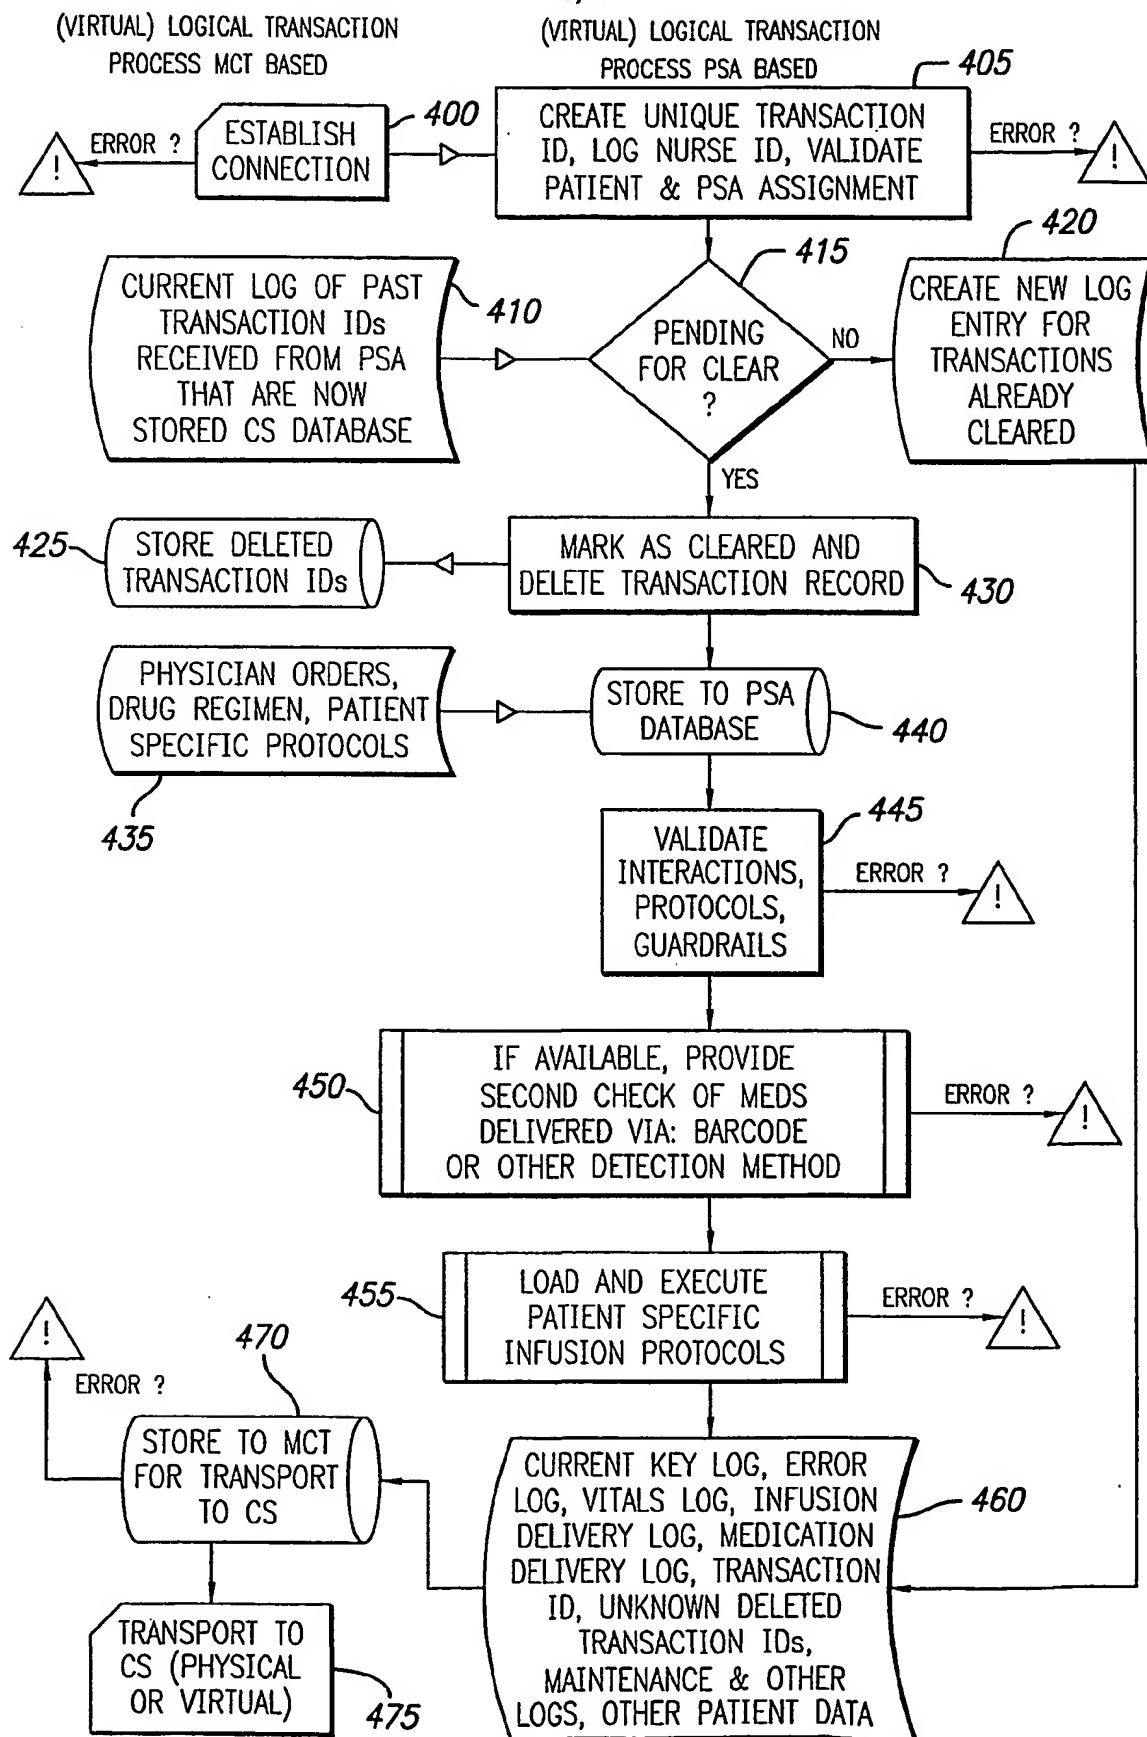 (VIRTUAL) LOGICAL TRANSACTION
PROCESS MCT BASED
(VIRTUAL) LOGICAL TRANSACTION
PROCESS PSA BASED
405
400
ERROR ?
!
ESTABLISH
CONNECTION
CREATE UNIQUE TRANSACTION
ID, LOG NURSE ID, VALIDATE
PATIENT & PSA ASSIGNMENT
ERROR ?
!
420
415
410
CURRENT LOG OF PAST
TRANSACTION IDs
RECEIVED FROM PSA
THAT ARE NOW
STORED CS DATABASE
PENDING
FOR CLEAR
?
NO
CREATE NEW LOG
ENTRY FOR
TRANSACTIONS
ALREADY
CLEARED
YES
425
STORE DELETED
TRANSACTION IDs
MARK AS CLEARED AND
DELETE TRANSACTION RECORD
430
PHYSICIAN ORDERS,
DRUG REGIMEN, PATIENT
SPECIFIC PROTOCOLS
435
STORE TO PSA
DATABASE
440
445
VALIDATE
INTERACTIONS,
PROTOCOLS,
GUARDRAILS
ERROR ?
!
450
IF AVAILABLE, PROVIDE
SECOND CHECK OF MEDS
DELIVERED VIA: BARCODE
OR OTHER DETECTION METHOD
ERROR ?
!
455
LOAD AND EXECUTE
PATIENT SPECIFIC
INFUSION PROTOCOLS
ERROR ?
!
!
ERROR ?
470
STORE TO MCT
FOR TRANSPORT
TO CS
CURRENT KEY LOG, ERROR
LOG, VITALS LOG, INFUSION
DELIVERY LOG, MEDICATION
DELIVERY LOG, TRANSACTION
ID, UNKNOWN DELETED
TRANSACTION IDs,
MAINTENANCE & OTHER
LOGS, OTHER PATIENT DATA
460
TRANSPORT TO
CS (PHYSICAL
OR VIRTUAL)
475